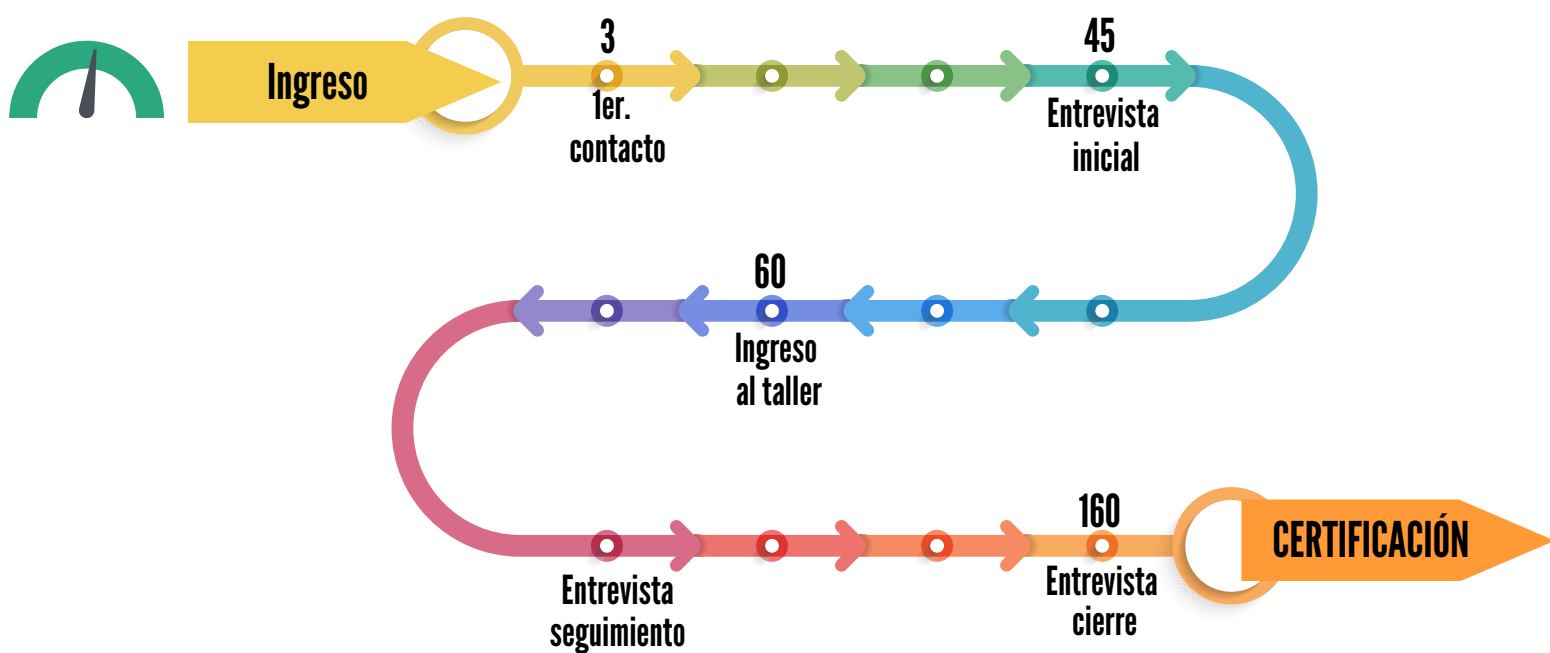 Ingreso
3
1er.
contacto
45
Entrevista
inicial
60
Ingreso
al taller
Entrevista
seguimiento
160
Entrevista
cierre
CERTIFICACIÓN